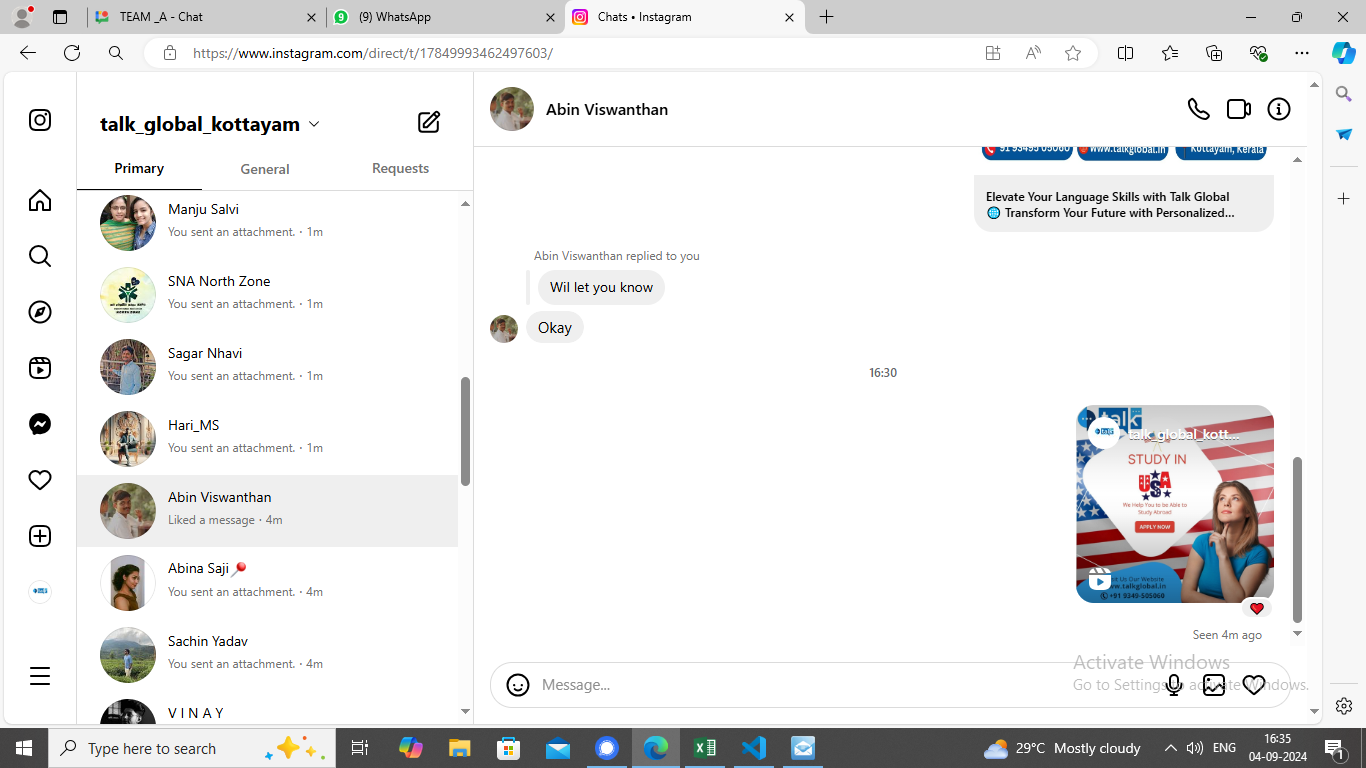 TEAM _A - Chat
(9) WhatsApp
Chats • Instagram
https://www.instagram.com/direct/t/17849993462497603/
talk_global_kottayam
Primary
General
Requests
Manju Salvi
You sent an attachment. · 1m
SNA North Zone
You sent an attachment. · 1m
Sagar Nhavi
You sent an attachment. · 1m
Hari_MS
You sent an attachment. · 1m
Abin Viswanthan
Liked a message · 4m
Abina Saji📍
You sent an attachment. · 4m
Sachin Yadav
You sent an attachment. · 4m
V I N A Y
Abin Viswanthan
91 93495 05060
www.talkglobal.in
Kottayam, Kerala
Elevate Your Language Skills with Talk Global
🌐 Transform Your Future with Personalized...
Abin Viswanthan replied to you
Wil let you know
Okay
16:30
talk
talk_global_kott...
STUDY IN
USA
We Help You to be Able to
Study Abroad
APPLY NOW
Us Our Website
www.talkglobal.in
+91 9349-505060
Seen 4m ago
Message...
Activate Windows
Go to Settings to activate Windows.
Type here to search
29°C Mostly cloudy
ENG
16:35
04-09-2024
1